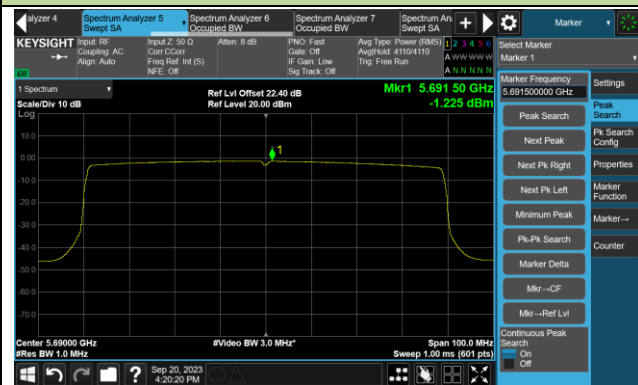 alyzer 4
Spectrum Analyzer 5
Swept SA
Spectrum Analyzer 6
Occupied BW
Spectrum Analyzer 7
Occupied BW
Spectrum An
Swept SA
+
Marker
KEYSIGHT
Input: RF
Coupling: AC
Align: Auto
Input Z: 50 Ω
Corr CCorr
Freq Ref: Int (S)
NFE: Off
Atten: 8 dB
PNO: Fast
Gate: Off
IF Gain: Low
Sig Track: Off
Avg Type: Power (RMS)
Avg|Hold: 4110/4110
Trig: Free Run
1 2 3 4 5 6
A W W W W W
A N N N N N
Select Marker
Marker 1
1 Spectrum
Scale/Div 10 dB
Log
Ref Lvl Offset 22.40 dB
Ref Level 20.00 dBm
Mkr1 5.691 50 GHz
-1.225 dBm
10.0
0.00
-10.0
-20.0
-30.0
-40.0
-50.0
-60.0
-70.0
1
Center 5.69000 GHz
#Res BW 1.0 MHz
#Video BW 3.0 MHz*
Span 100.0 MHz
Sweep 1.00 ms (601 pts)
Marker Frequency
5.691500000 GHz
Peak Search
Next Peak
Next Pk Right
Next Pk Left
Minimum Peak
Pk-Pk Search
Marker Delta
Mkr→CF
Mkr→Ref Lvl
Continuous Peak
Search
On
Off
Settings
Peak
Search
Pk Search
Config
Properties
Marker
Function
Marker→
Counter
?
Sep 20, 2023
4:20:20 PM